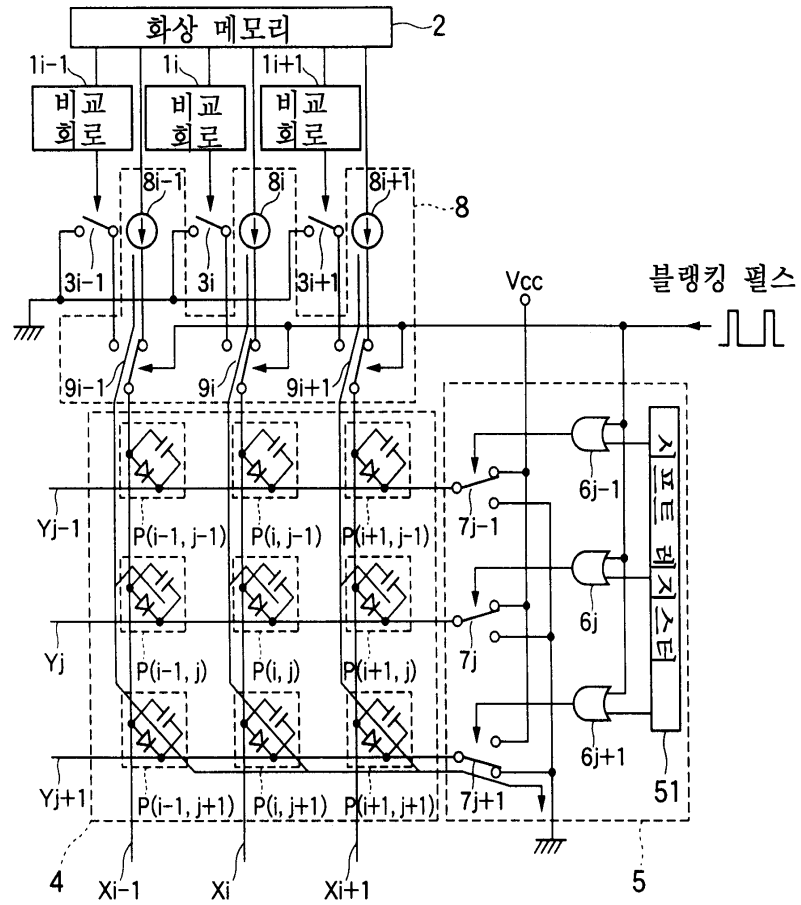 화상 메모리
2
1i-1
1i
1i+1
비교
회로
비교
회로
비교
회로
8i-1
8i
8i+1
8
3i-1
3i
3i+1
Vcc
블랭킹 펄스
9i-1
9i
9i+1
Yj-1
P(i-1, j-1)
P(i, j-1)
P(i+1, j-1)
7j-1
6j-1
시프트 레지스터
Yj
P(i-1, j)
P(i, j)
P(i+1, j)
7j
6j
Yj+1
P(i-1, j+1)
P(i, j+1)
P(i+1, j+1)
7j+1
6j+1
51
4
Xi-1
Xi
Xi+1
5